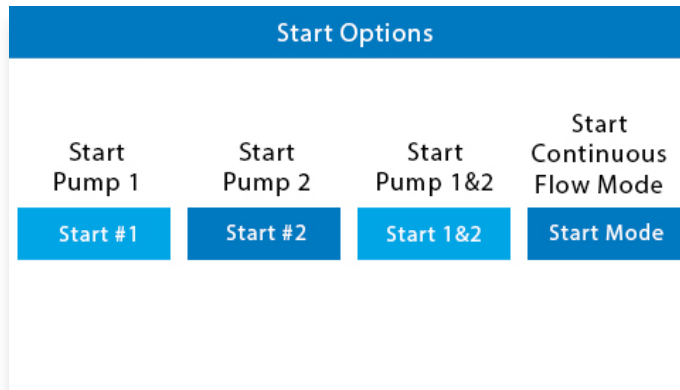 Start Options
Start
Pump 1
Start #1
Start
Pump 2
Start #2
Start
Pump 1&2
Start 1&2
Start
Continuous
Flow Mode
Start Mode